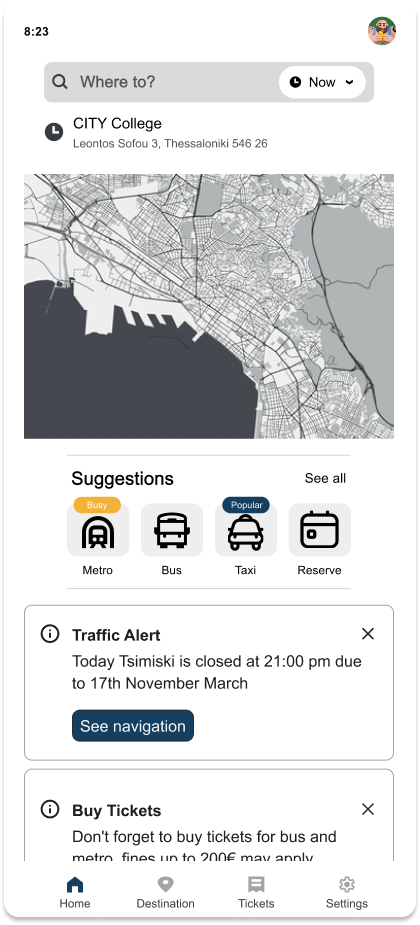 8:23
Where to?
Now
CITY College
Leontos Sofou 3, Thessaloniki 546 26
Suggestions
See all
Busy
Popular
Metro
Bus
Taxi
Reserve
Traffic Alert
Today Tsimiski is closed at 21:00 pm due
to 17th November March
See navigation
Buy Tickets
Don't forget to buy tickets for bus and
metro, fines up to 200€ may apply
Home
Destination
Tickets
Settings